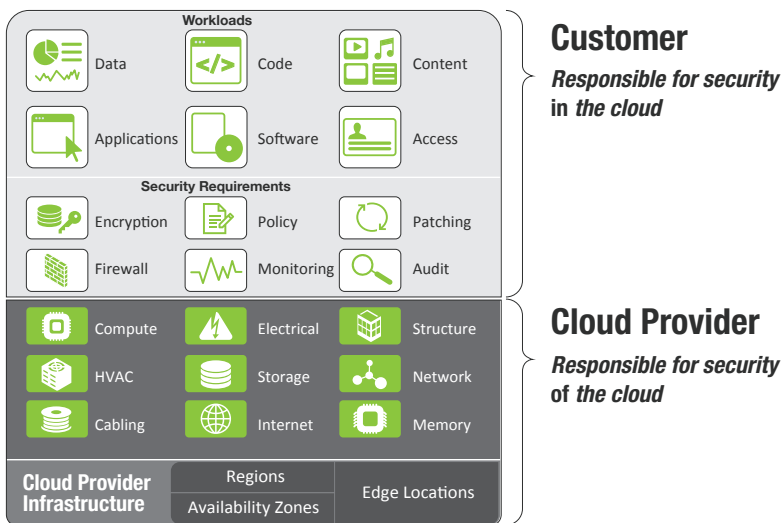 Workloads
Data
</>
Code
Content
Applications
Software
Access
Security Requirements
Encryption
Policy
Patching
Firewall
Monitoring
Audit
Customer
Responsible for security
in the cloud
Compute
Electrical
Structure
HVAC
Storage
Network
Cabling
Internet
Memory
Cloud Provider
Responsible for security
of the cloud
Cloud Provider
Infrastructure
Regions
Availability Zones
Edge Locations